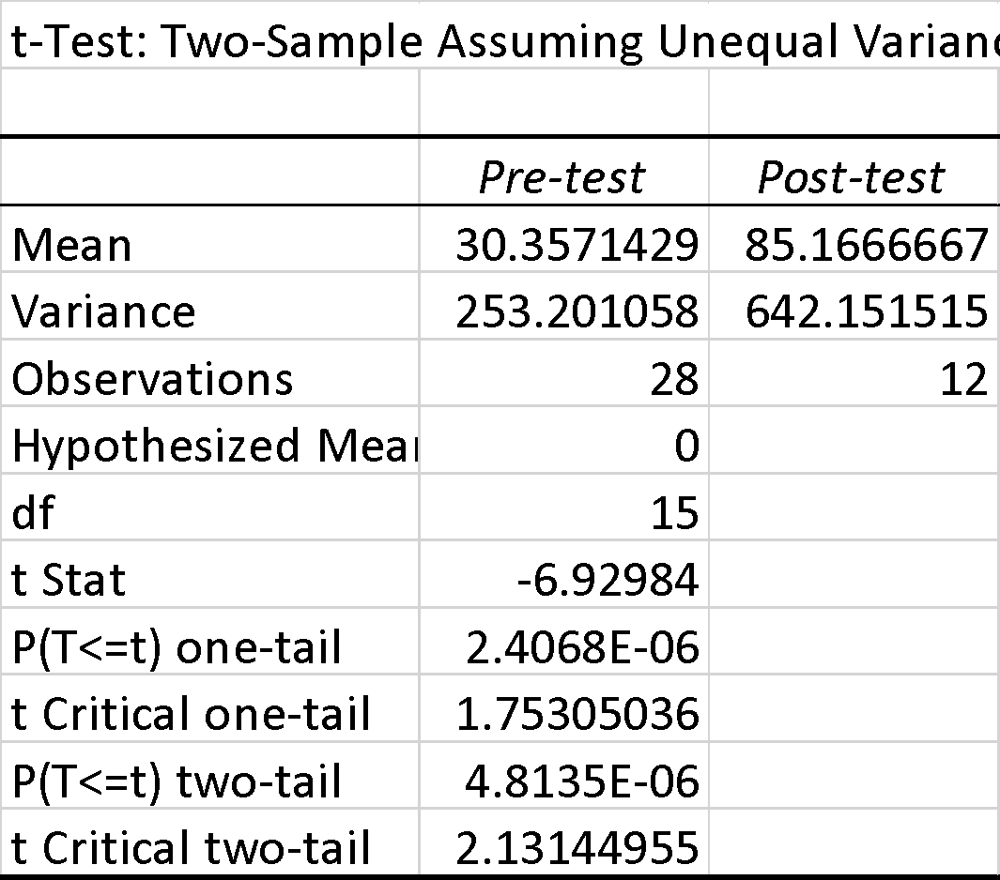 t-Test: Two-Sample Assuming Unequal Varianc
Pre-test Post-test
Mean 30.3571429 85.1666667
Variance 253.201058 642.151515
Observations 28 12
Hypothesized Mean 0
df 15
t Stat -6.92984
P(T<=t) one-tail 2.4068E-06
t Critical one-tail 1.75305036
P(T<=t) two-tail 4.8135E-06
t Critical two-tail 2.13144955